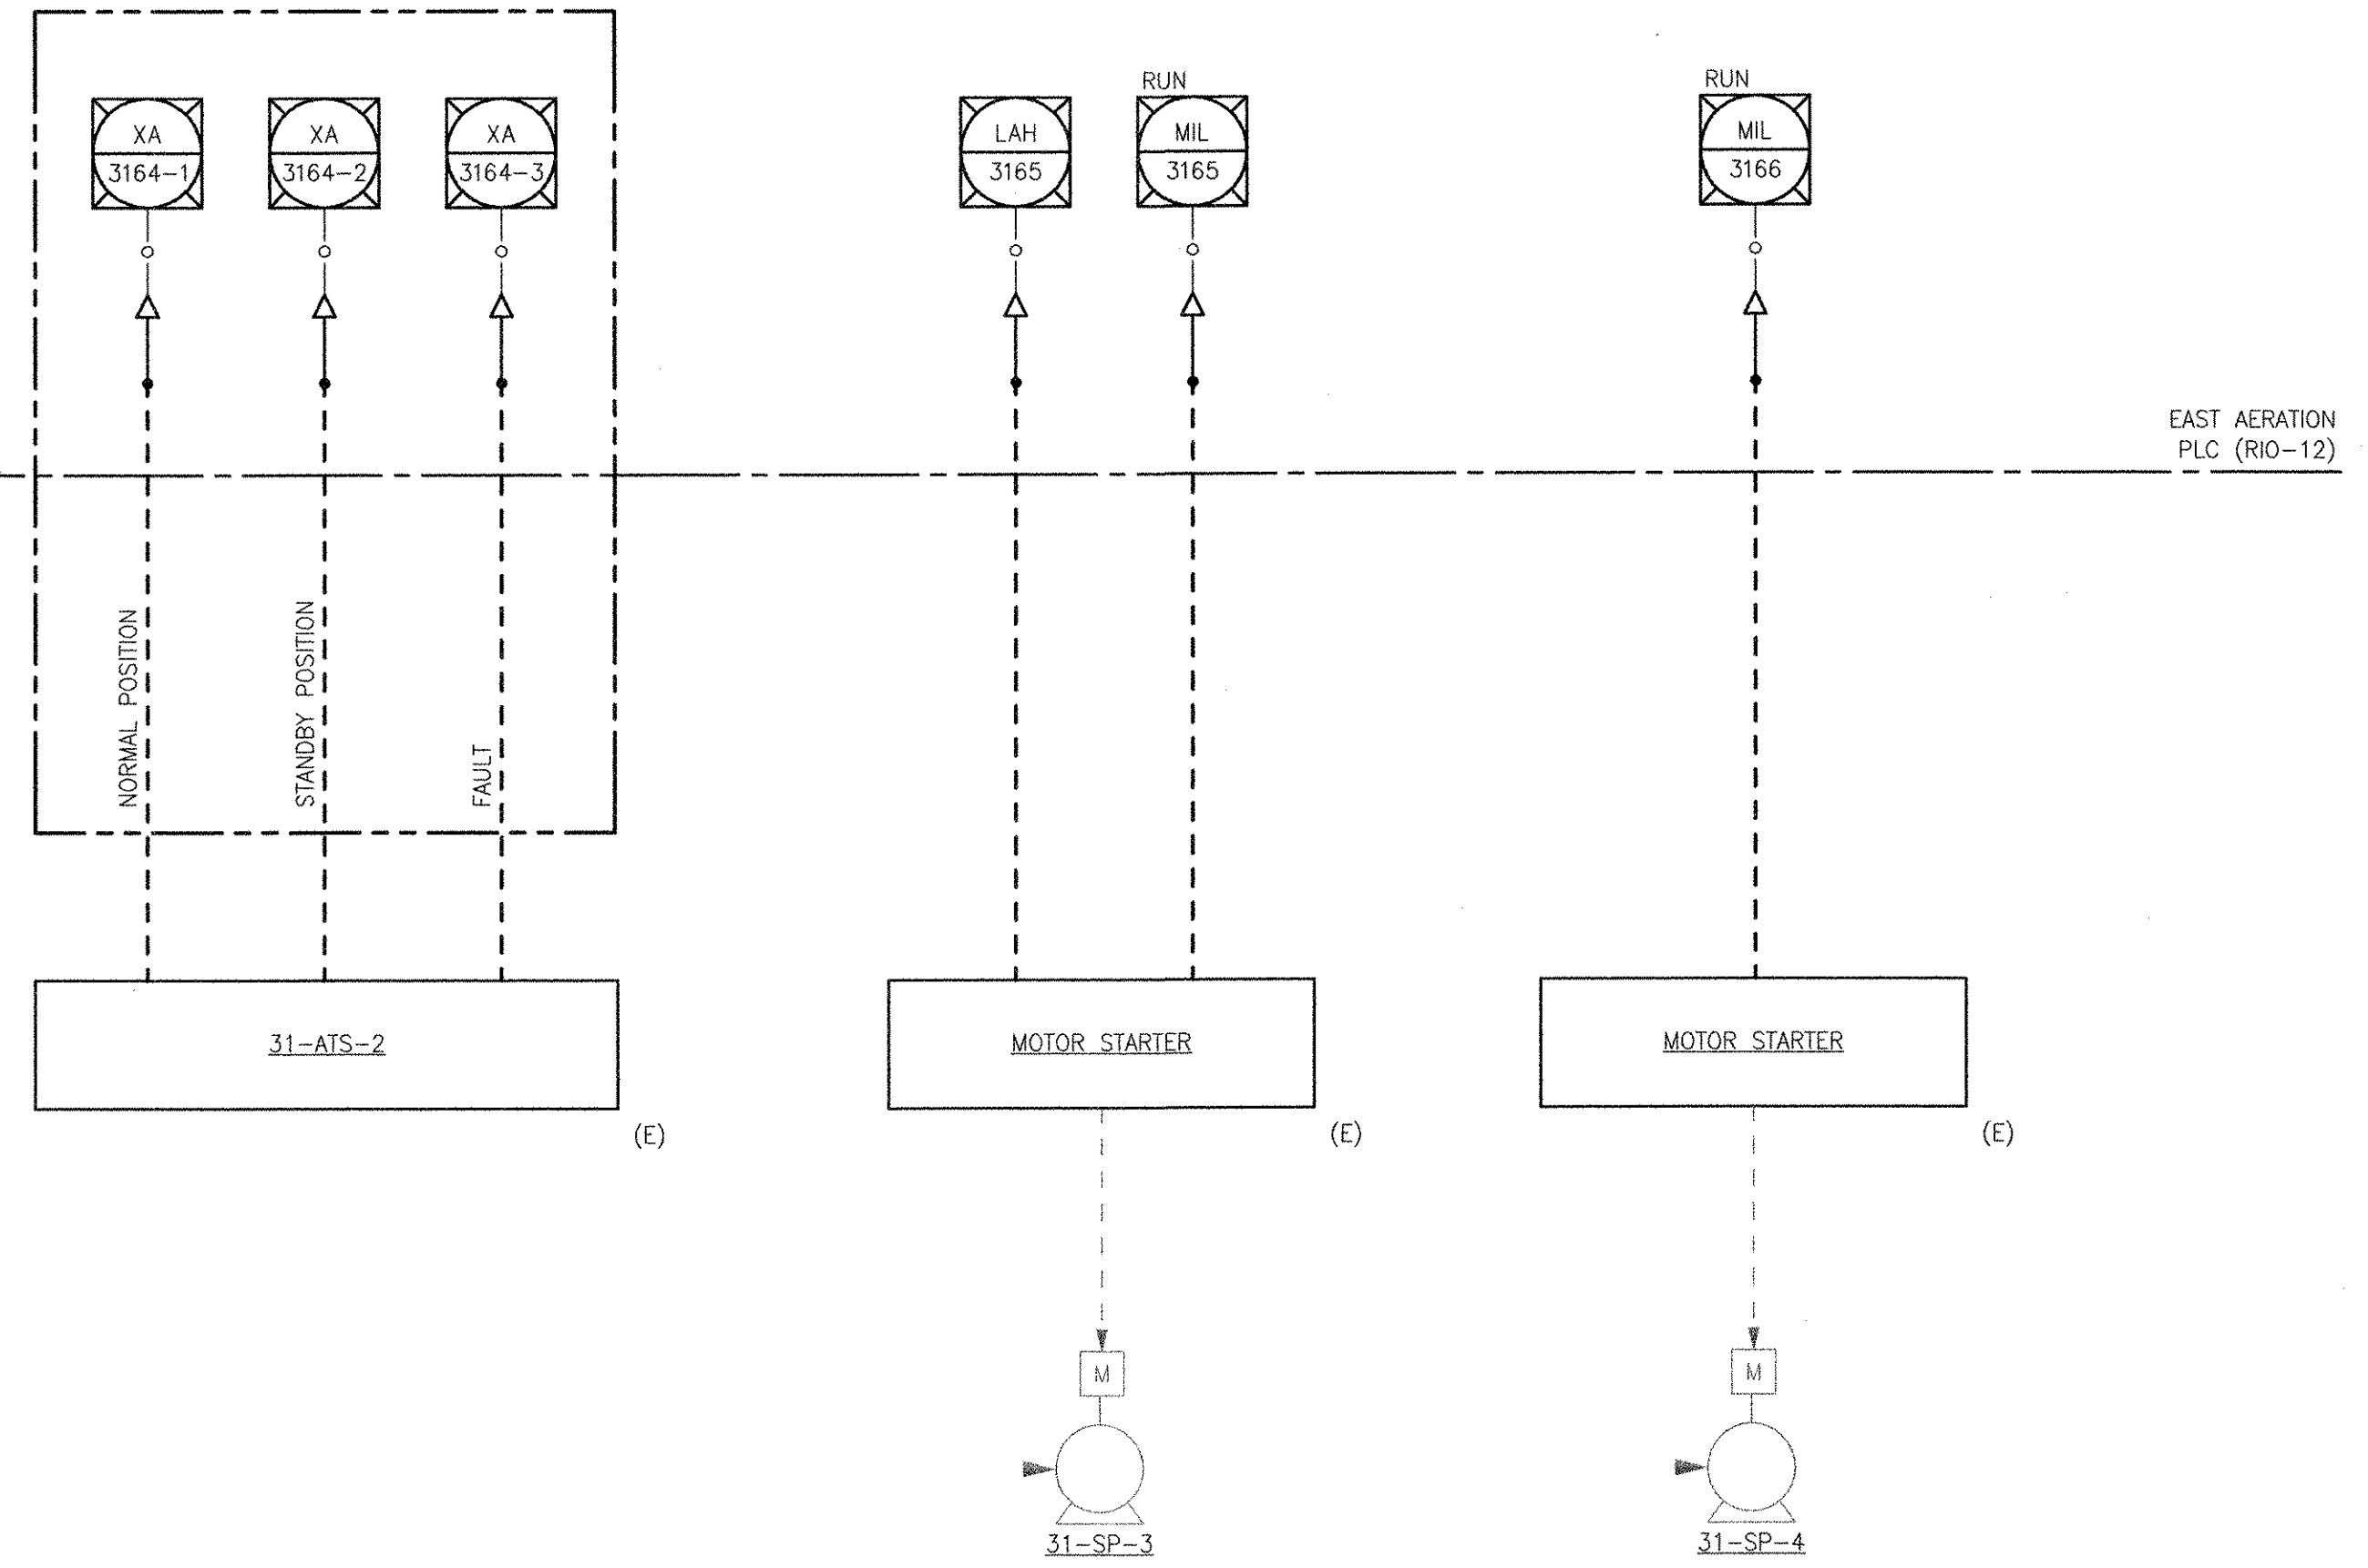 RUN
RUN
XA
3164-1
XA
3164-2
XA
3164-3
LAH
3165
MIL
3165
MIL
3166
EAST AERATION
PLC (RIO-12)
NORMAL POSITION
STANDBY POSITION
FAULT
31-ATS-2
MOTOR STARTER
MOTOR STARTER
(E)
(E)
(E)
M
M
31-SP-3
31-SP-4